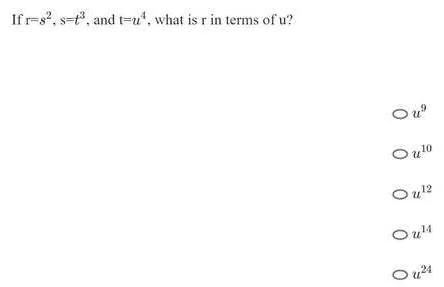 If r=s², s=t³, and t=u⁴, what is r in terms of u?
u⁹
u¹⁰
u¹²
u¹⁴
u²⁴